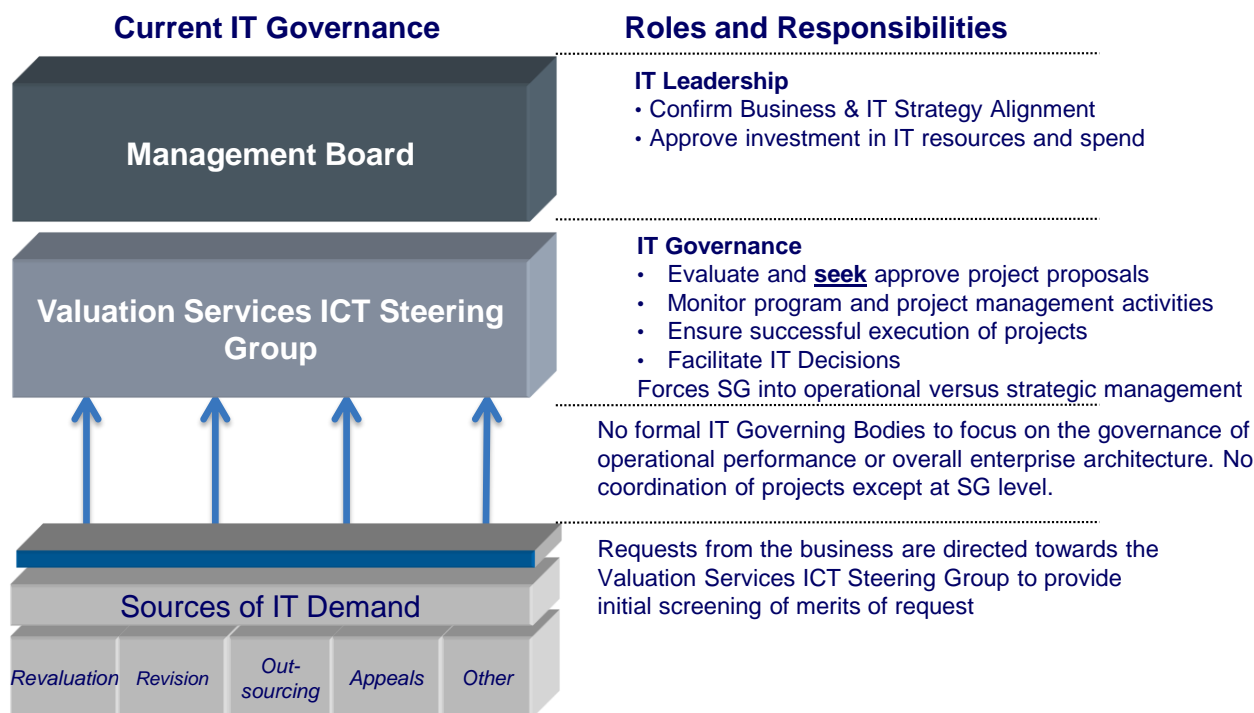 Current IT Governance
Roles and Responsibilities
Management Board
IT Leadership
• Confirm Business & IT Strategy Alignment
• Approve investment in IT resources and spend
Valuation Services ICT Steering
Group
IT Governance
• Evaluate and seek approve project proposals
• Monitor program and project management activities
• Ensure successful execution of projects
• Facilitate IT Decisions
Forces SG into operational versus strategic management
No formal IT Governing Bodies to focus on the governance of
operational performance or overall enterprise architecture. No
coordination of projects except at SG level.
Sources of IT Demand
Revaluation
Revision
Out-
sourcing
Appeals
Other
Requests from the business are directed towards the
Valuation Services ICT Steering Group to provide
initial screening of merits of request